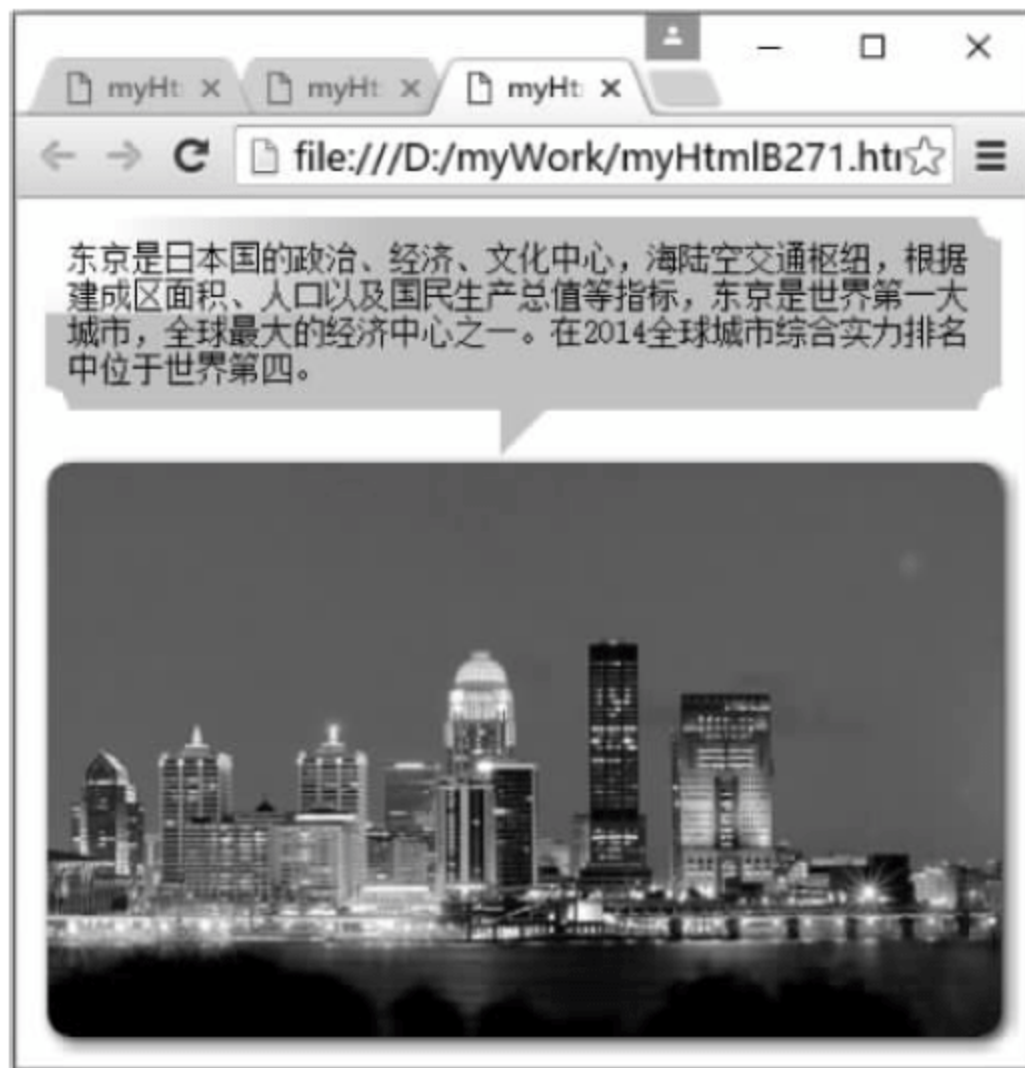 myHt
myHt
myHt
file:///D:/myWork/myHtmlB271.htm
东京是日本国的政治、经济、文化中心，海陆空交通枢纽，根据
建成区面积、人口以及国民生产总值等指标，东京是世界第一大
城市，全球最大的经济中心之一。在2014全球城市综合实力排名
中位于世界第四。